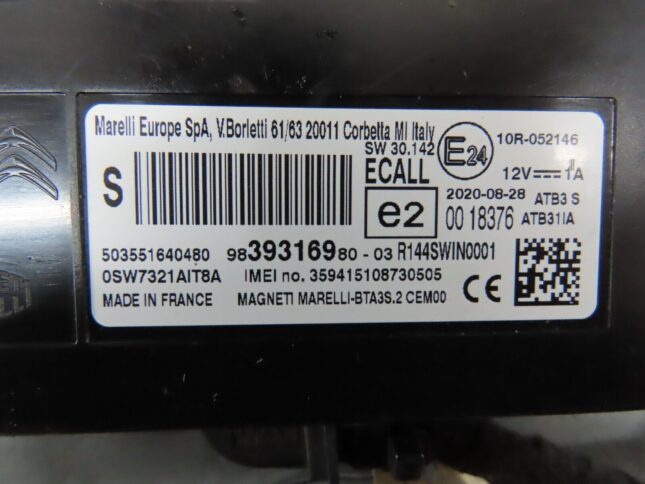 Marelli Europe SpA, V.Borletti 61/63 20011 Corbetta MI Italy
SW 30.142
E24
10R-052146
12V 1A
S
ECALL
e2
2020-08-28 ATB3 S
00 18376 ATB31IA
503551640480 9839316980-03 R144SWIN0001
0SW7321AIT8A IMEI no. 359415108730505
MADE IN FRANCE MAGNETI MARELLI-BTA3S.2 CEM00
CE